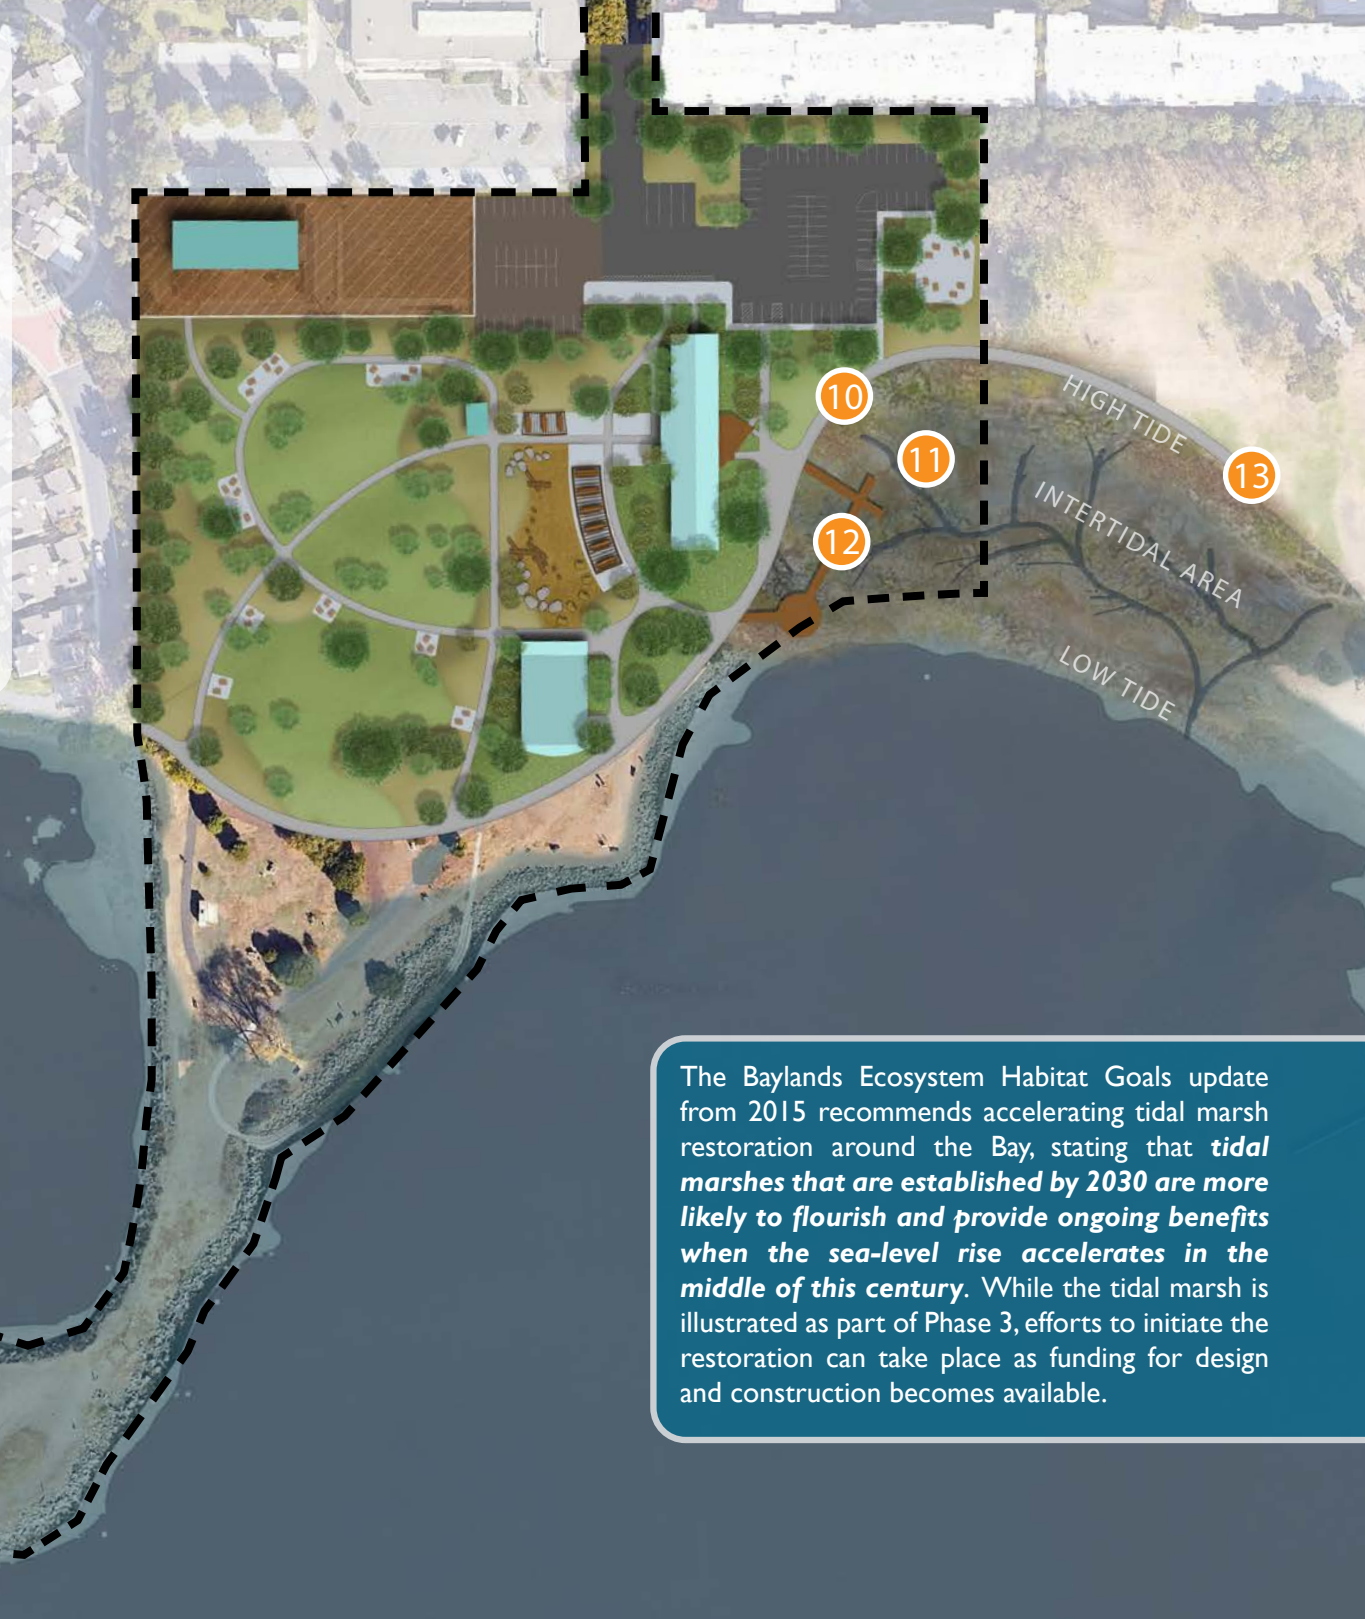 10
11
HIGH TIDE
13
INTERTIDAL AREA
12
LOW TIDE
The Baylands Ecosystem Habitat Goals update
from 2015 recommends accelerating tidal marsh
restoration around the Bay, stating that tidal
marshes that are established by 2030 are more
likely to flourish and provide ongoing benefits
when the sea-level rise accelerates in the
middle of this century. While the tidal marsh is
illustrated as part of Phase 3, efforts to initiate the
restoration can take place as funding for design
and construction becomes available.